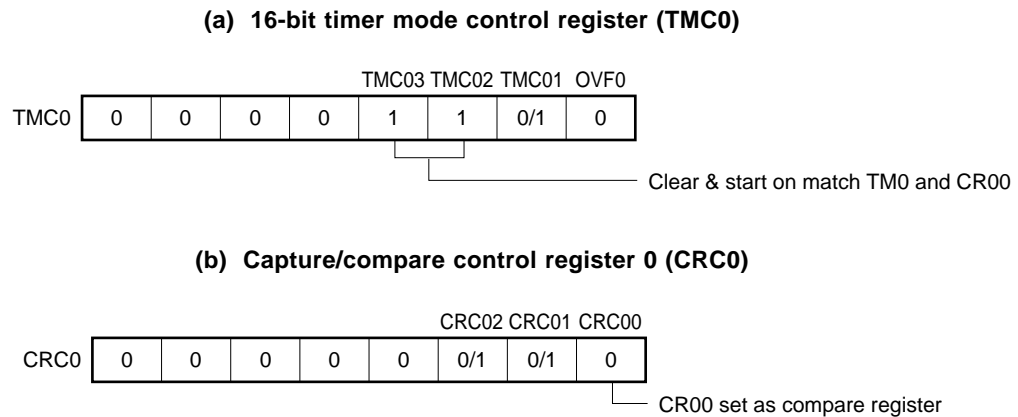 (a) 16-bit timer mode control register (TMC0)
TMC03 TMC02 TMC01 OVF0
TMC0 0 0 0 0 1 1 0/1 0
Clear & start on match TM0 and CR00
(b) Capture/compare control register 0 (CRC0)
CRC02 CRC01 CRC00
CRC0 0 0 0 0 0 0/1 0/1 0
CR00 set as compare register